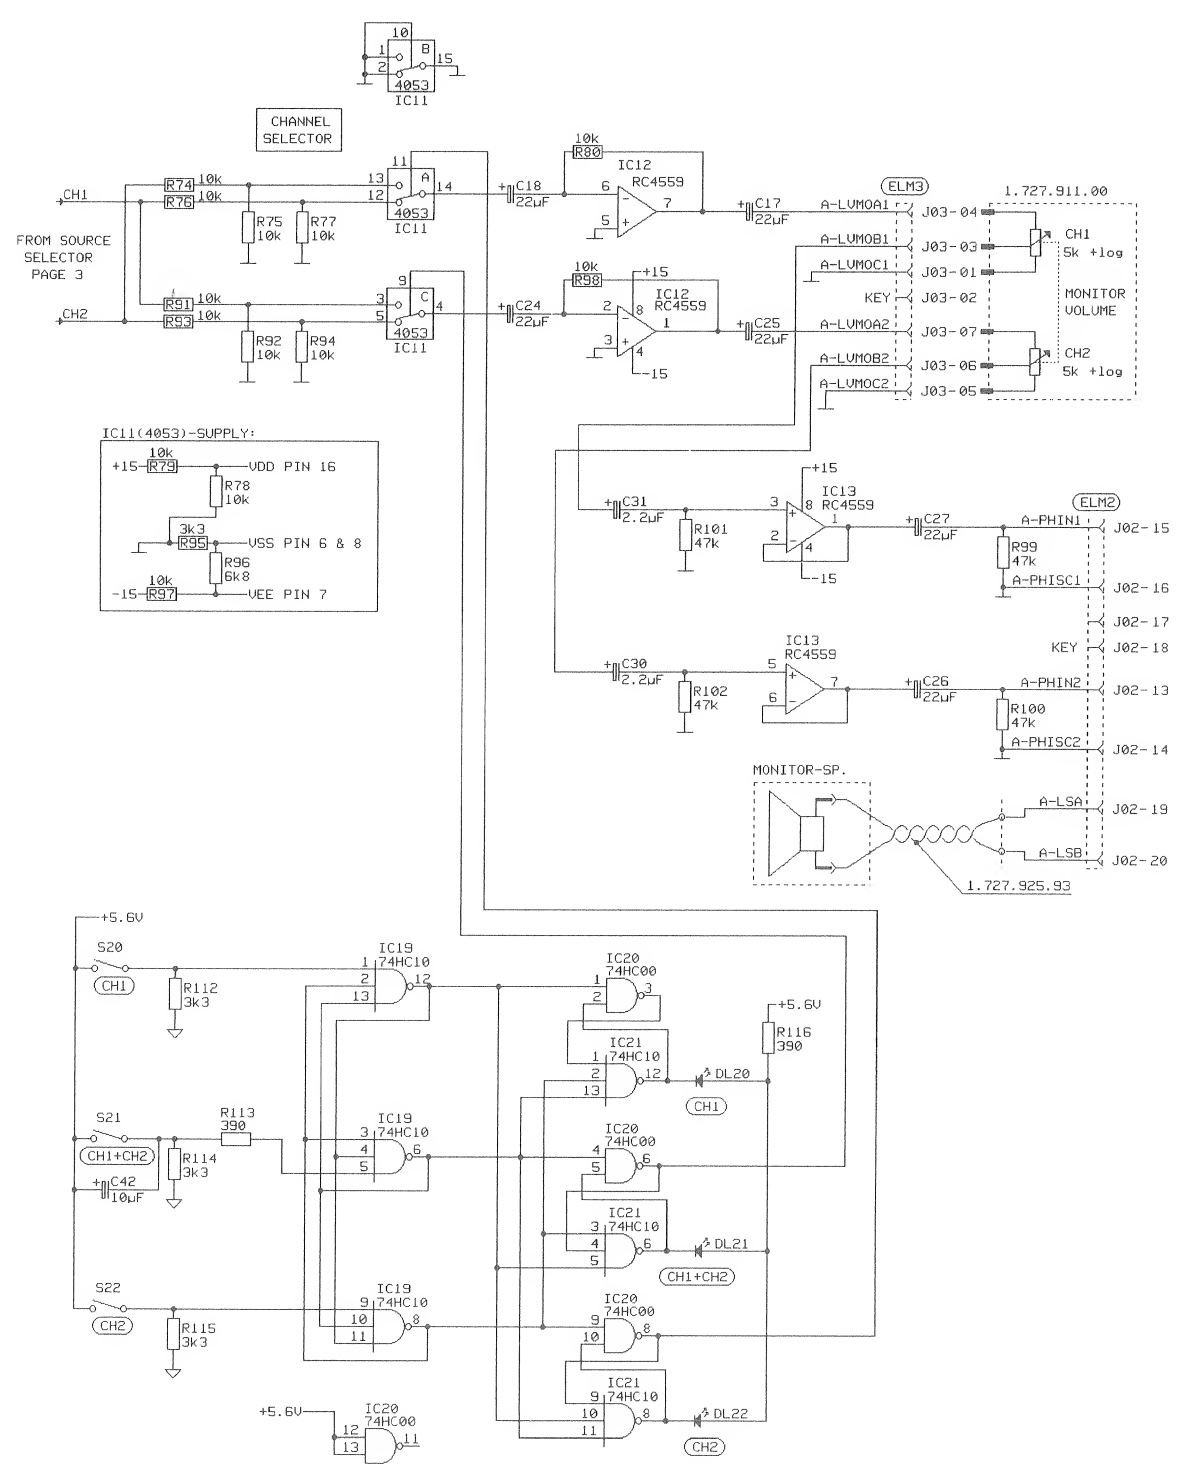 10
1
B
15
2
4053
IC11
CHANNEL
SELECTOR
10k
R80
IC12
RC4559
11
R74 10k
13
A
14
CH1
R76 10k
12
4053
IC11
R75
10k
R77
10k
+C18
22µF
6
5
7
+C17
22µF
A-LVMOA1
ELM3
J03-04
1.727.911.00
CH1
5k +log
FROM SOURCE
SELECTOR
PAGE 3
A-LVMOB1
J03-03
A-LVMOC1
J03-01
KEY
J03-02
MONITOR
VOLUME
9
R91 10k
3
C
4
CH2
R93 10k
5
4053
IC11
R92
10k
R94
10k
10k
R98
+15
IC12
RC4559
+C24
22µF
2
8
3
4
1
-15
+C25
22µF
A-LVMOA2
J03-07
A-LVMOB2
J03-06
CH2
5k +log
A-LVMOC2
J03-05
IC11(4053)-SUPPLY:
10k
+15 R79 VDD PIN 16
R78
10k
3k3
R95 VSS PIN 6 & 8
R96
6k8
10k
-15 R97 VEE PIN 7
+15
IC13
RC4559
+C31
2.2µF
3
8
1
2
4
-15
R101
47k
+C27
22µF
ELM2
A-PHIN1
J02-15
R99
47k
A-PHISC1
J02-16
J02-17
KEY
J02-18
IC13
RC4559
+C30
2.2µF
5
7
6
R102
47k
+C26
22µF
A-PHIN2
J02-13
R100
47k
A-PHISC2
J02-14
MONITOR-SP.
A-LSA
J02-19
A-LSB
J02-20
1.727.925.93
+5.6V
S20
CH1
R112
3k3
IC19
74HC10
1
2
13
12
IC20
74HC00
1
2
3
+5.6V
R116
390
IC21
74HC10
1
2
13
12
DL20
CH1
S21
CH1+CH2
R113
390
R114
3k3
+C42
10µF
IC19
74HC10
3
4
5
6
IC20
74HC00
4
5
6
IC21
74HC10
3
4
5
6
DL21
CH1+CH2
S22
CH2
R115
3k3
IC19
74HC10
9
10
11
8
IC20
74HC00
9
10
8
IC21
74HC10
9
10
11
8
DL22
CH2
+5.6V
IC20
74HC00
12
13
11